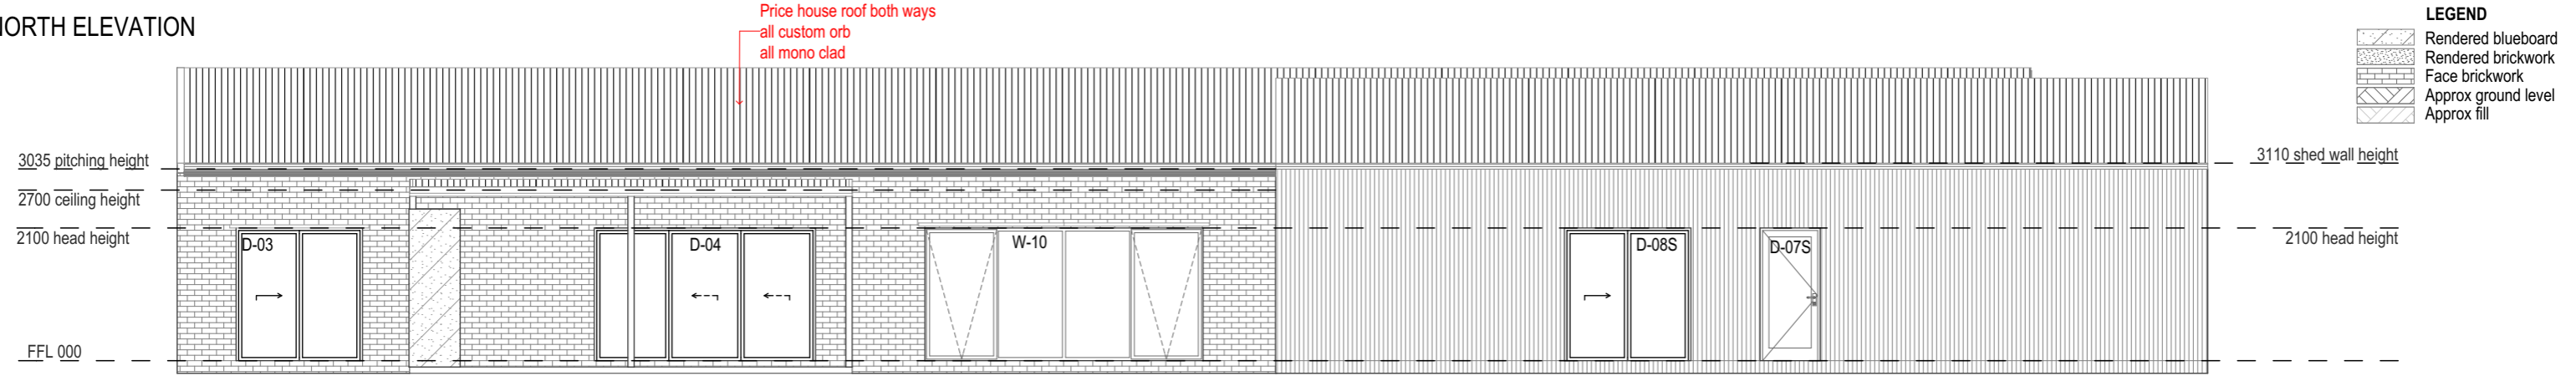 NORTH ELEVATION
Price house roof both ways
all custom orb
all mono clad
LEGEND
Rendered blueboard
Rendered brickwork
Face brickwork
Approx ground level
Approx fill
3035 pitching height
3110 shed wall height
2700 ceiling height
2100 head height
2100 head height
D-03
D-04
W-10
D-08S
D-07S
FFL 000